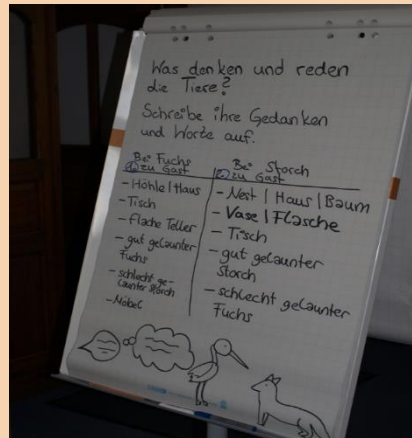 Was denken und reden
die Tiere?
Schreibe ihre Gedanken
und Worte auf.
Bei Fuchs
zu Gast
- Höhle | Haus
- Tisch
- flache Teller
- gut gelaunter
Fuchs
- schlecht ge-
launter Storch
- Möbel
Bei Storch
zu Gast
- Nest | Haus | Baum
- Vase | Flasche
- Tisch
- gut gelaunter
Storch
- schlecht gelaunter
Fuchs